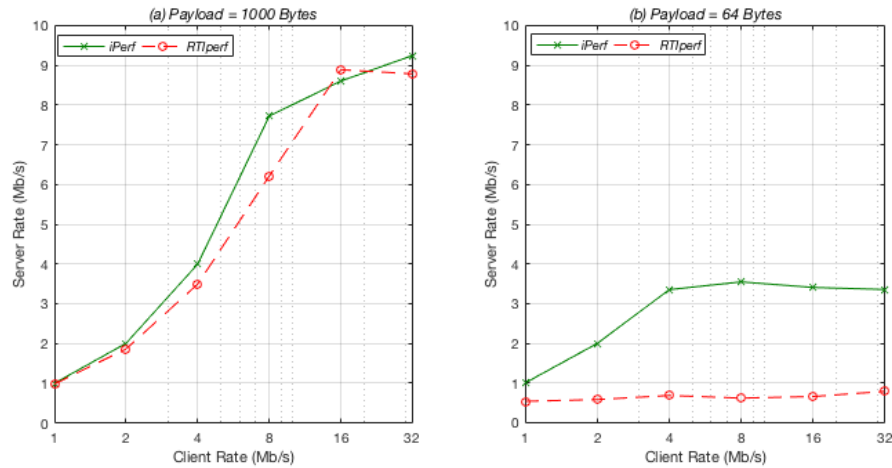 (a) Payload = 1000 Bytes
iPerf RTIperf
10
9
8
7
6
5
4
3
2
1
0
Server Rate (Mb/s)
1 2 4 8 16 32
Client Rate (Mb/s)
(b) Payload = 64 Bytes
iPerf RTIperf
10
9
8
7
6
5
4
3
2
1
0
Server Rate (Mb/s)
1 2 4 8 16 32
Client Rate (Mb/s)